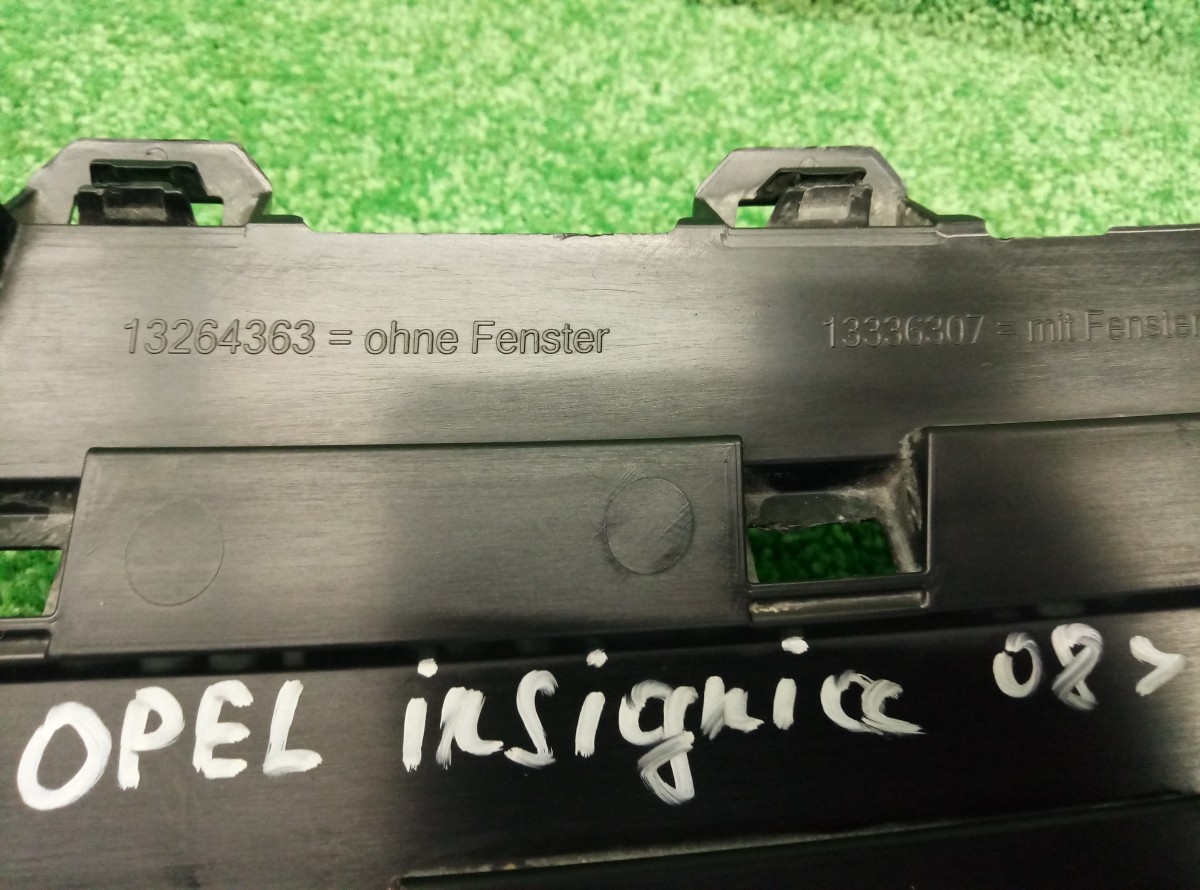 13264363 = ohne Fenster
13336307 = mit Fenster
OPEL insignia 08>